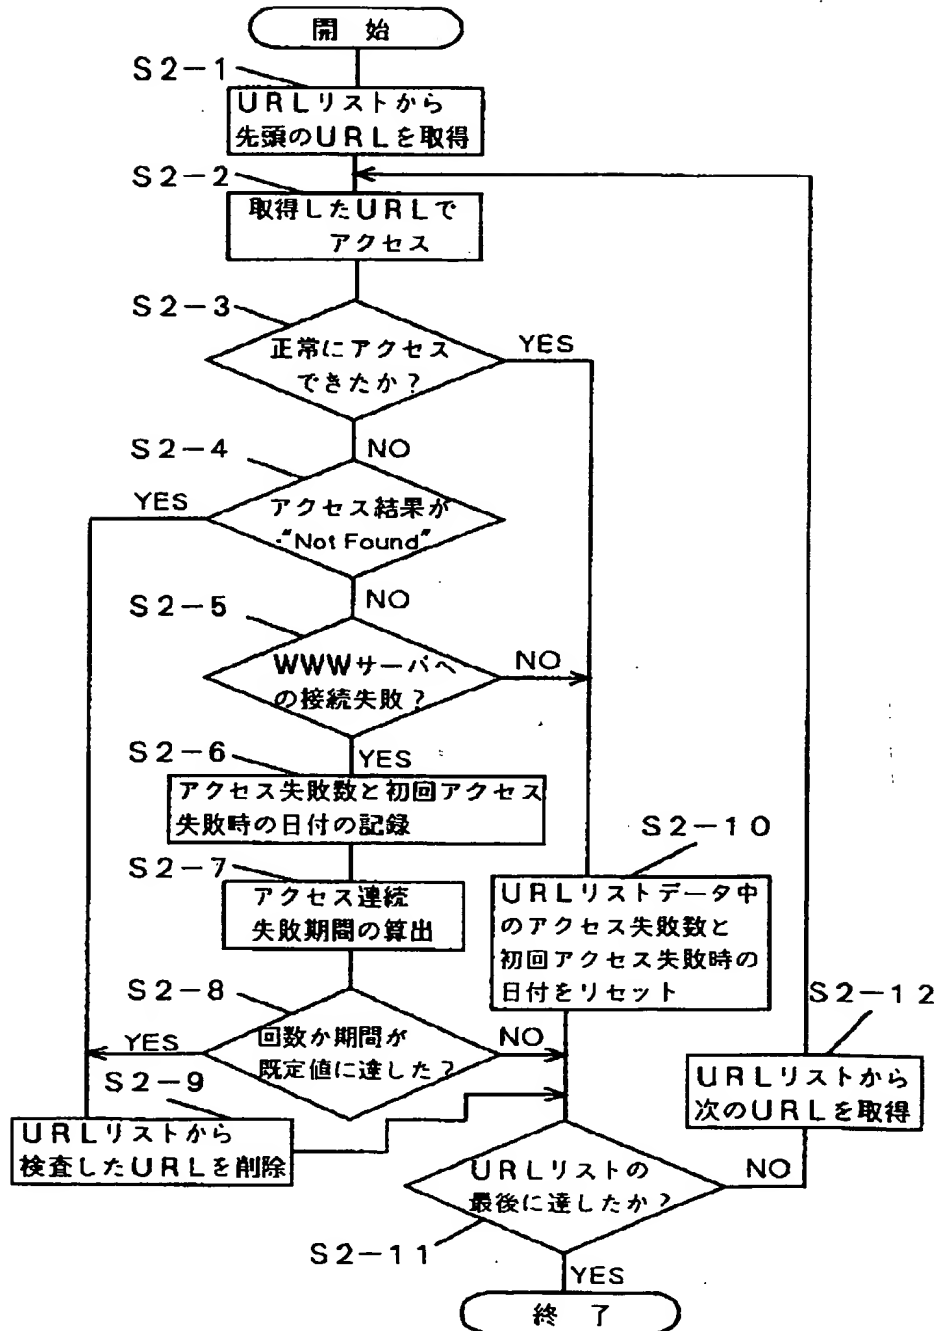 開 始
S2-1
URLリストから
先頭のURLを取得
S2-2
取得したURLで
アクセス
S2-3
正常にアクセス
できたか?
YES
NO
S2-4
YES
アクセス結果が
"Not Found"
NO
S2-5
WWWサーバへ
の接続失敗?
NO
YES
S2-6
アクセス失敗数と初回アクセス
失敗時の日付の記録
S2-7
アクセス連続
失敗期間の算出
S2-10
URLリストデータ中
のアクセス失敗数と
初回アクセス失敗時の
日付をリセット
S2-8
YES
回数か期間が
既定値に達した?
NO
S2-12
URLリストから
次のURLを取得
S2-9
URLリストから
検査したURLを削除
URLリストの
最後に達したか?
NO
S2-11
YES
終 了